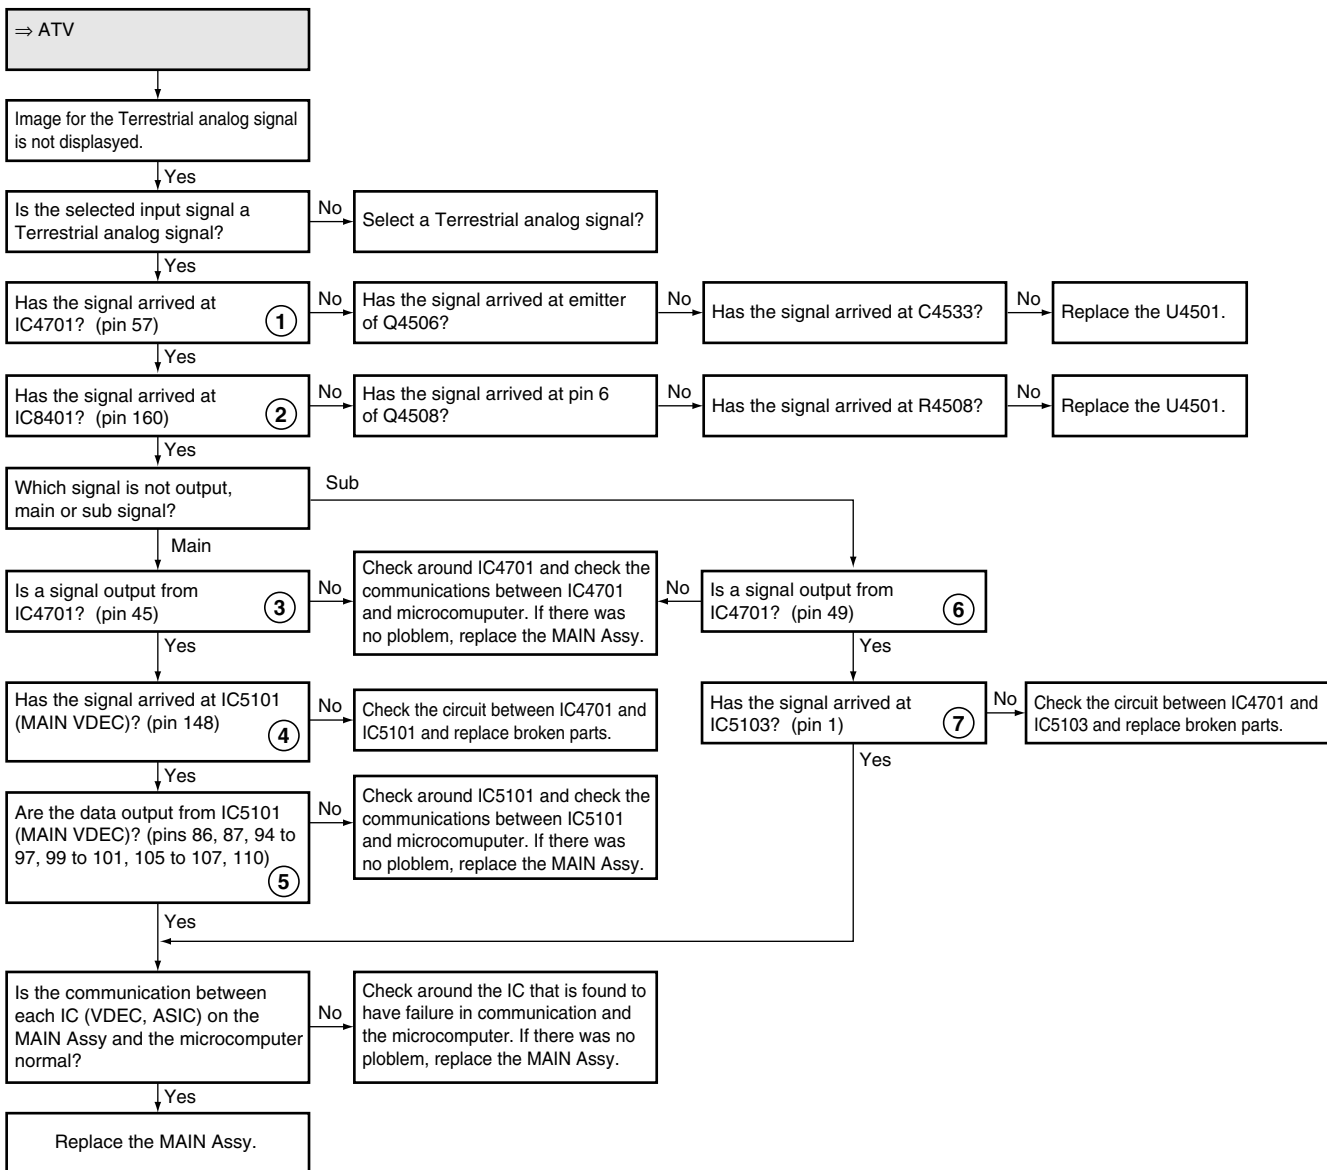 ⇒ ATV
Image for the Terrestrial analog signal
is not displasyed.
Yes
Is the selected input signal a
Terrestrial analog signal?
No
Select a Terrestrial analog signal?
Yes
Has the signal arrived at
IC4701? (pin 57)
1
No
Has the signal arrived at emitter
of Q4506?
No
Has the signal arrived at C4533?
No
Replace the U4501.
Yes
Has the signal arrived at
IC8401? (pin 160)
2
No
Has the signal arrived at pin 6
of Q4508?
No
Has the signal arrived at R4508?
No
Replace the U4501.
Yes
Which signal is not output,
main or sub signal?
Sub
Main
Is a signal output from
IC4701? (pin 45)
3
No
Check around IC4701 and check the
communications between IC4701
and microcomuputer. If there was
no ploblem, replace the MAIN Assy.
No
Is a signal output from
IC4701? (pin 49)
6
Yes
Yes
Has the signal arrived at IC5101
(MAIN VDEC)? (pin 148)
4
No
Check the circuit between IC4701 and
IC5101 and replace broken parts.
Has the signal arrived at
IC5103? (pin 1)
7
No
Check the circuit between IC4701 and
IC5103 and replace broken parts.
Yes
Yes
Are the data output from IC5101
(MAIN VDEC)? (pins 86, 87, 94 to
97, 99 to 101, 105 to 107, 110)
5
No
Check around IC5101 and check the
communications between IC5101
and microcomuputer. If there was
no ploblem, replace the MAIN Assy.
Yes
Is the communication between
each IC (VDEC, ASIC) on the
MAIN Assy and the microcomputer
normal?
No
Check around the IC that is found to
have failure in communication and
the microcomputer. If there was no
ploblem, replace the MAIN Assy.
Yes
Replace the MAIN Assy.